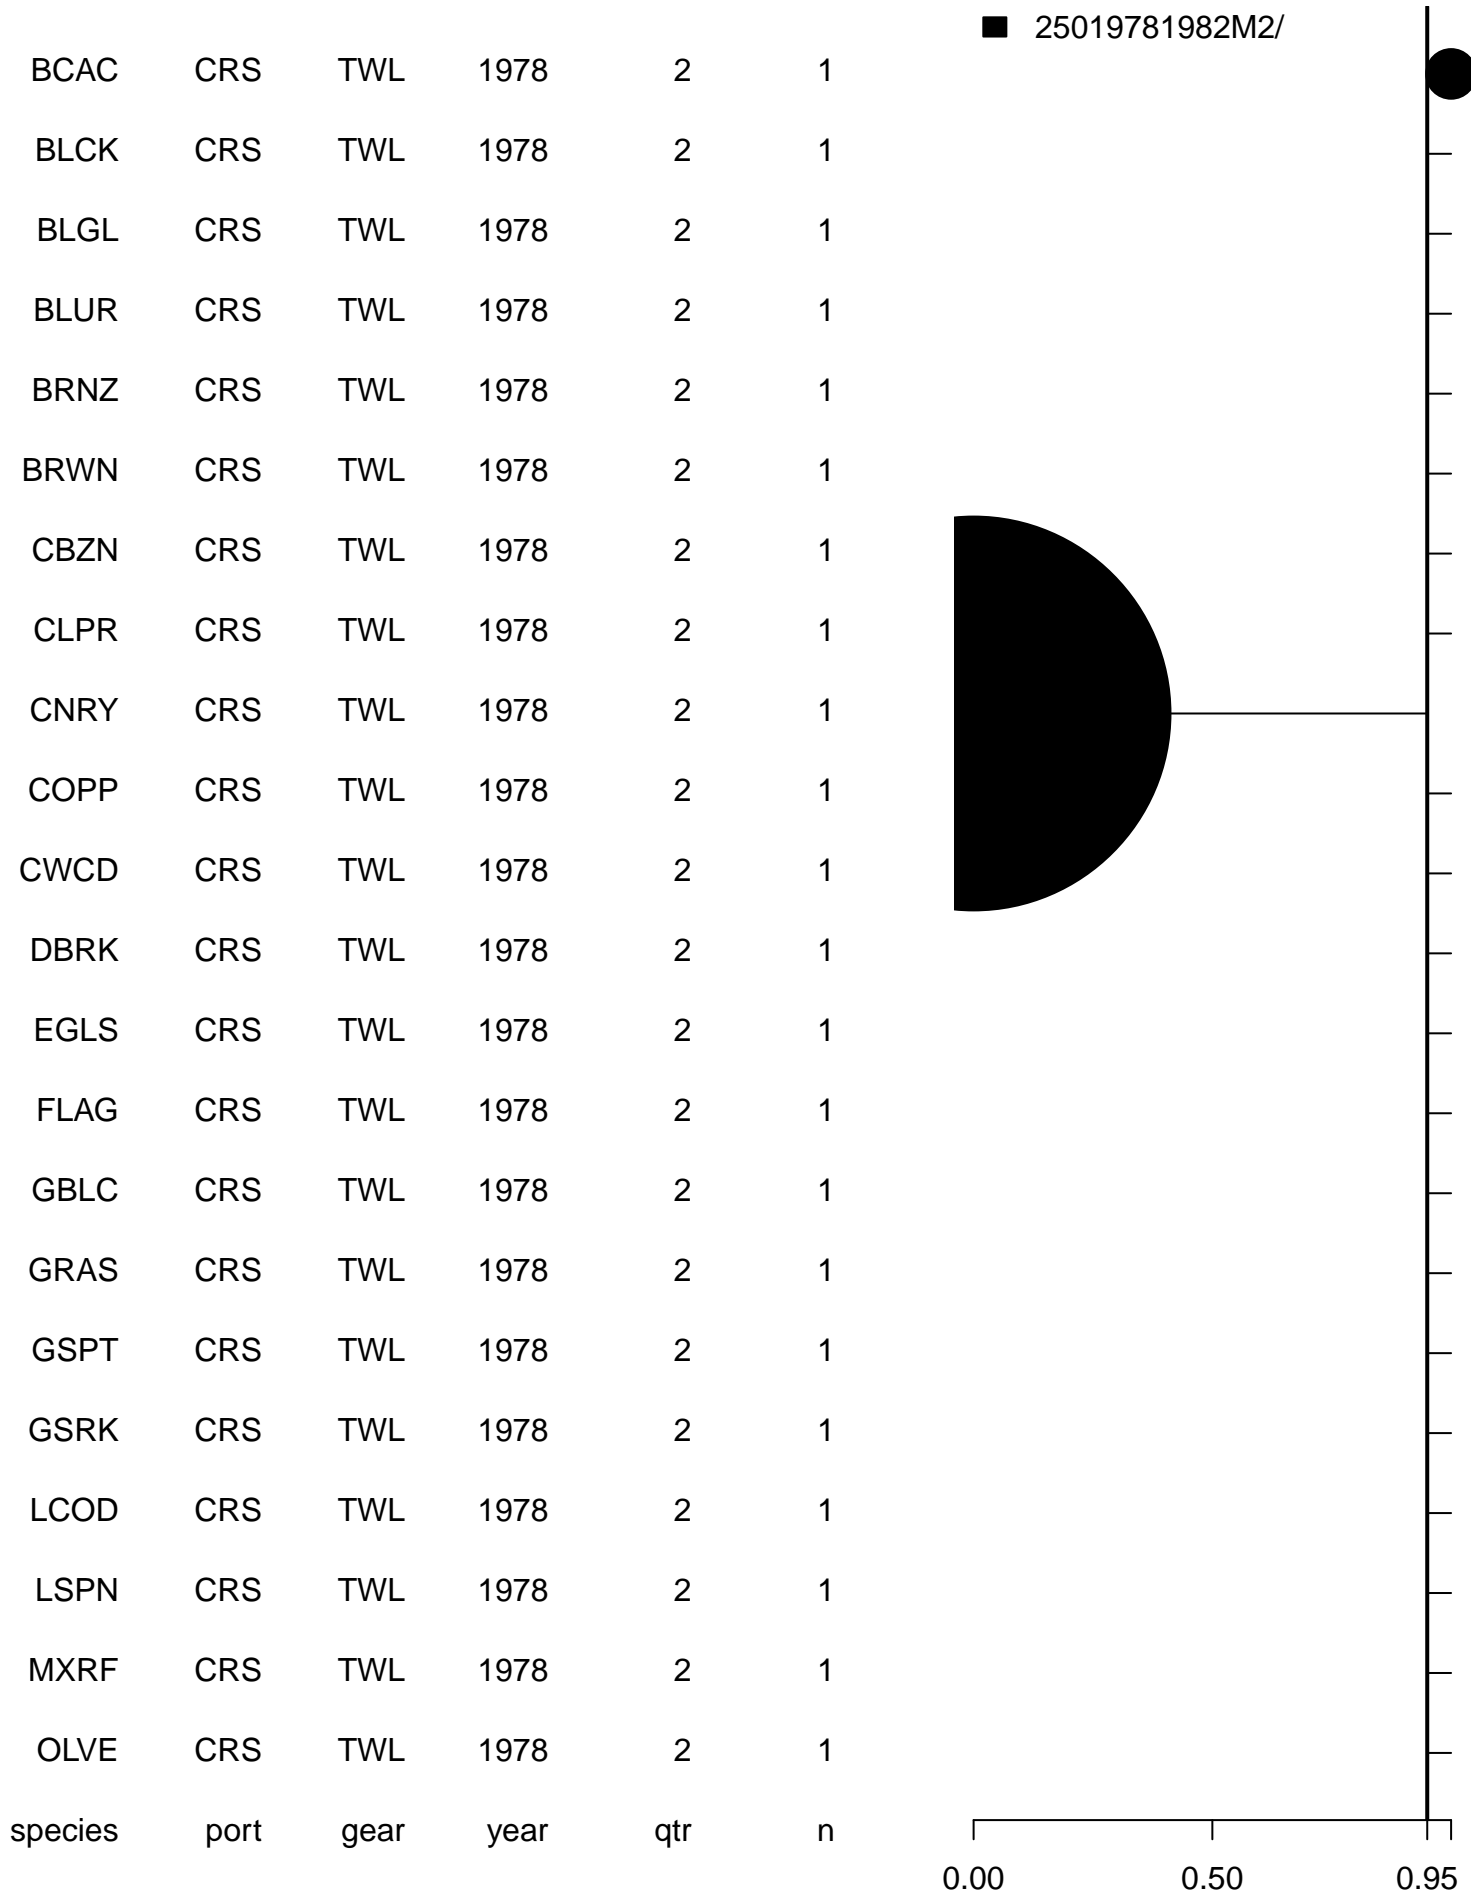 25019781982M2/
BCAC CRS TWL 1978 2 1
BLCK CRS TWL 1978 2 1
BLGL CRS TWL 1978 2 1
BLUR CRS TWL 1978 2 1
BRNZ CRS TWL 1978 2 1
BRWN CRS TWL 1978 2 1
CBZN CRS TWL 1978 2 1
CLPR CRS TWL 1978 2 1
CNRY CRS TWL 1978 2 1
COPP CRS TWL 1978 2 1
CWCD CRS TWL 1978 2 1
DBRK CRS TWL 1978 2 1
EGLS CRS TWL 1978 2 1
FLAG CRS TWL 1978 2 1
GBLC CRS TWL 1978 2 1
GRAS CRS TWL 1978 2 1
GSPT CRS TWL 1978 2 1
GSRK CRS TWL 1978 2 1
LCOD CRS TWL 1978 2 1
LSPN CRS TWL 1978 2 1
MXRF CRS TWL 1978 2 1
OLVE CRS TWL 1978 2 1
species port gear year qtr n
0.00 0.50 0.95